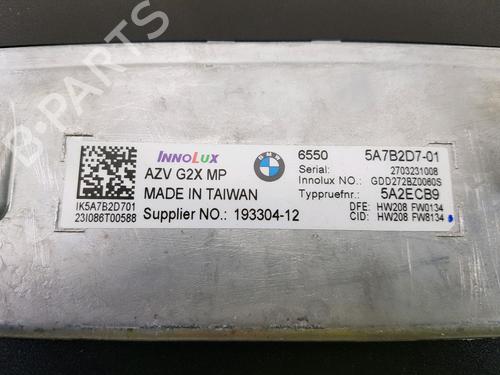 B-PARTS
INNOLUX
BMW
AZV G2X MP
MADE IN TAIWAN
IK5A7B2D701
23I086T00588
Supplier NO.: 193304-12
6550 5A7B2D7-01
Serial: 2703231008
Innolux NO.: GDD272BZ0060S
Typpruefnr.: 5A2ECB9
DFE: HW208 FW0134
CID: HW208 FW8134